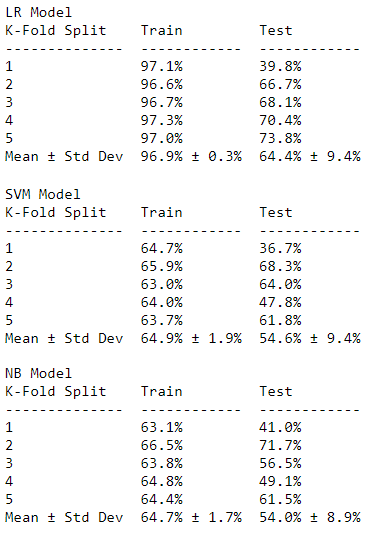 LR Model
K-Fold Split  Train         Test
------------  ------------  ------------
1             97.1%         39.8%
2             96.6%         66.7%
3             96.7%         68.1%
4             97.3%         70.4%
5             97.0%         73.8%
Mean ± Std Dev  96.9% ± 0.3%  64.4% ± 9.4%
SVM Model
K-Fold Split  Train         Test
------------  ------------  ------------
1             64.7%         36.7%
2             65.9%         68.3%
3             63.0%         64.0%
4             64.0%         47.8%
5             63.7%         61.8%
Mean ± Std Dev  64.9% ± 1.9%  54.6% ± 9.4%
NB Model
K-Fold Split  Train         Test
------------  ------------  ------------
1             63.1%         41.0%
2             66.5%         71.7%
3             63.8%         56.5%
4             64.8%         49.1%
5             64.4%         61.5%
Mean ± Std Dev  64.7% ± 1.7%  54.0% ± 8.9%